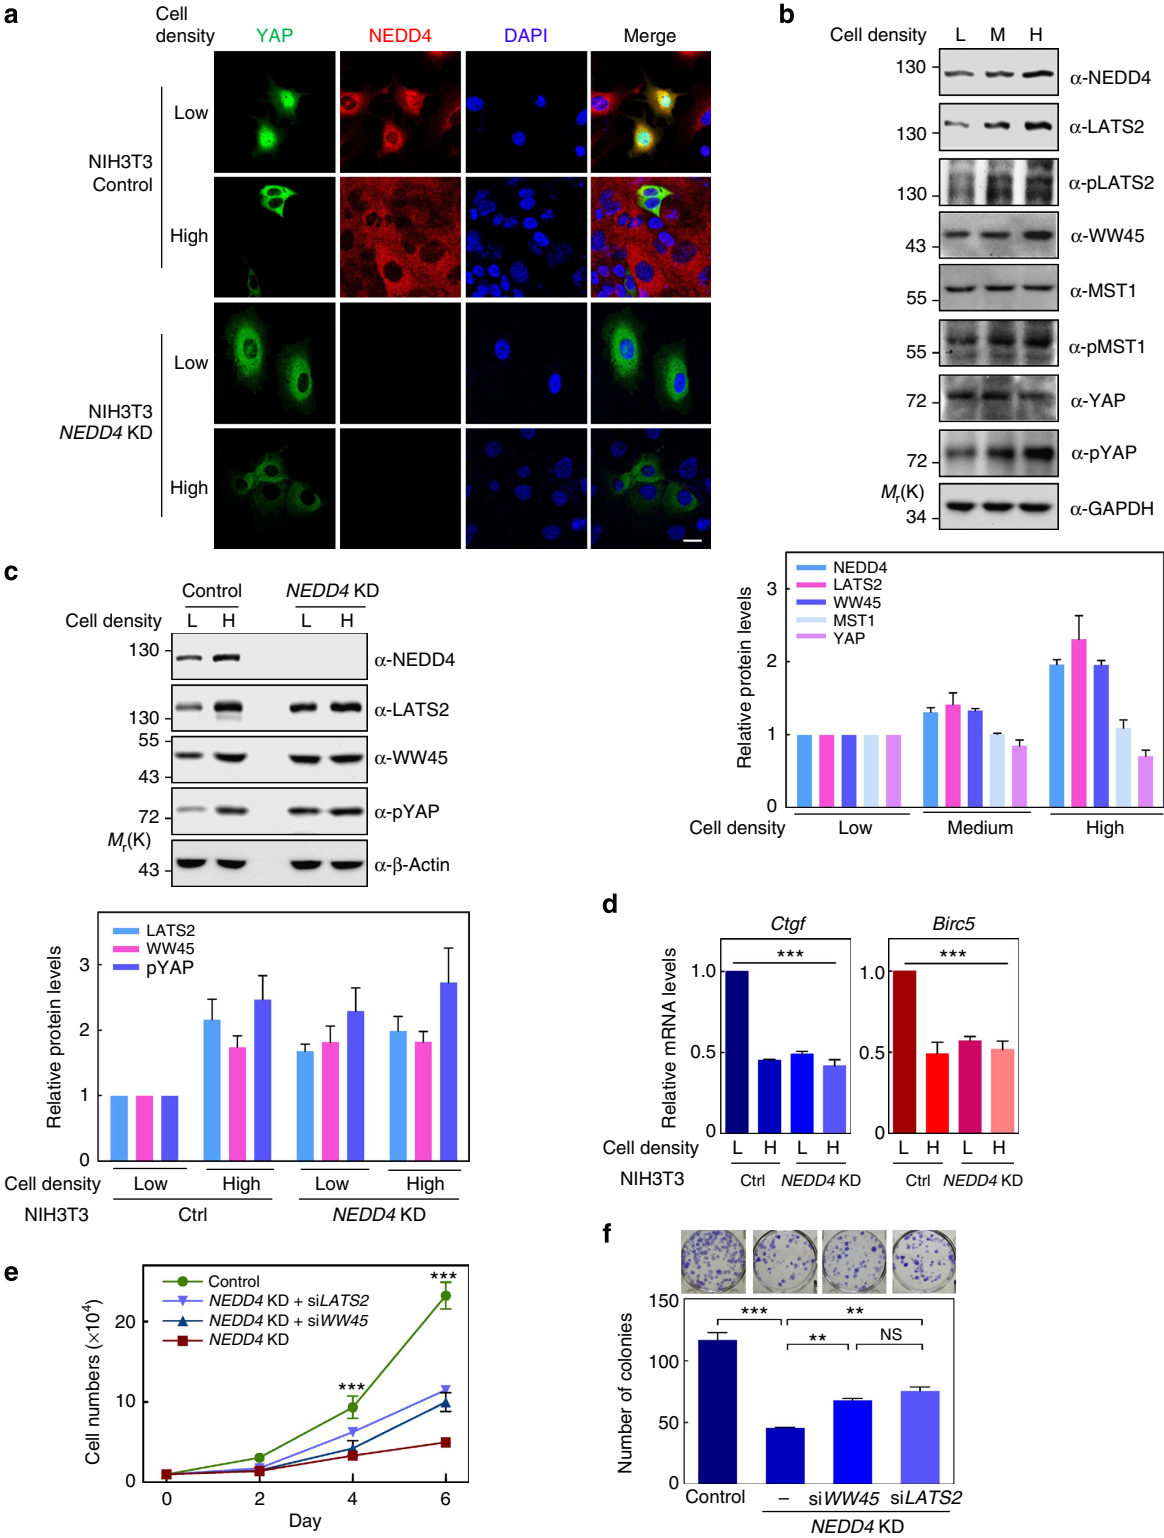 a
Cell density
YAP
NEDD4
DAPI
Merge
NIH3T3 Control
Low
High
NIH3T3 NEDD4 KD
Low
High
b
Cell density L M H
130 α-NEDD4
130 α-LATS2
130 α-pLATS2
43 α-WW45
55 α-MST1
55 α-pMST1
72 α-YAP
72 α-pYAP
Mr(K)
34 α-GAPDH
3
2
1
0
Relative protein levels
NEDD4
LATS2
WW45
MST1
YAP
Cell density Low Medium High
c
Control NEDD4 KD
Cell density L H L H
130 α-NEDD4
130 α-LATS2
55
43 α-WW45
72 α-pYAP
Mr(K)
43 α-β-Actin
3
2
1
0
Relative protein levels
LATS2
WW45
pYAP
Cell density Low High Low High
NIH3T3 Ctrl NEDD4 KD
d
Ctgf
***
1.0
0.5
0
Relative mRNA levels
Birc5
***
1.0
0.5
0
Cell density L H L H L H L H
NIH3T3 Ctrl NEDD4 KD Ctrl NEDD4 KD
e
Control
NEDD4 KD + siLATS2
NEDD4 KD + siWW45
NEDD4 KD
***
***
20
10
0
Cell numbers (×10⁴)
0 2 4 6
Day
f
150
100
50
0
Number of colonies
*** **
** NS
Control – siWW45 siLATS2
NEDD4 KD